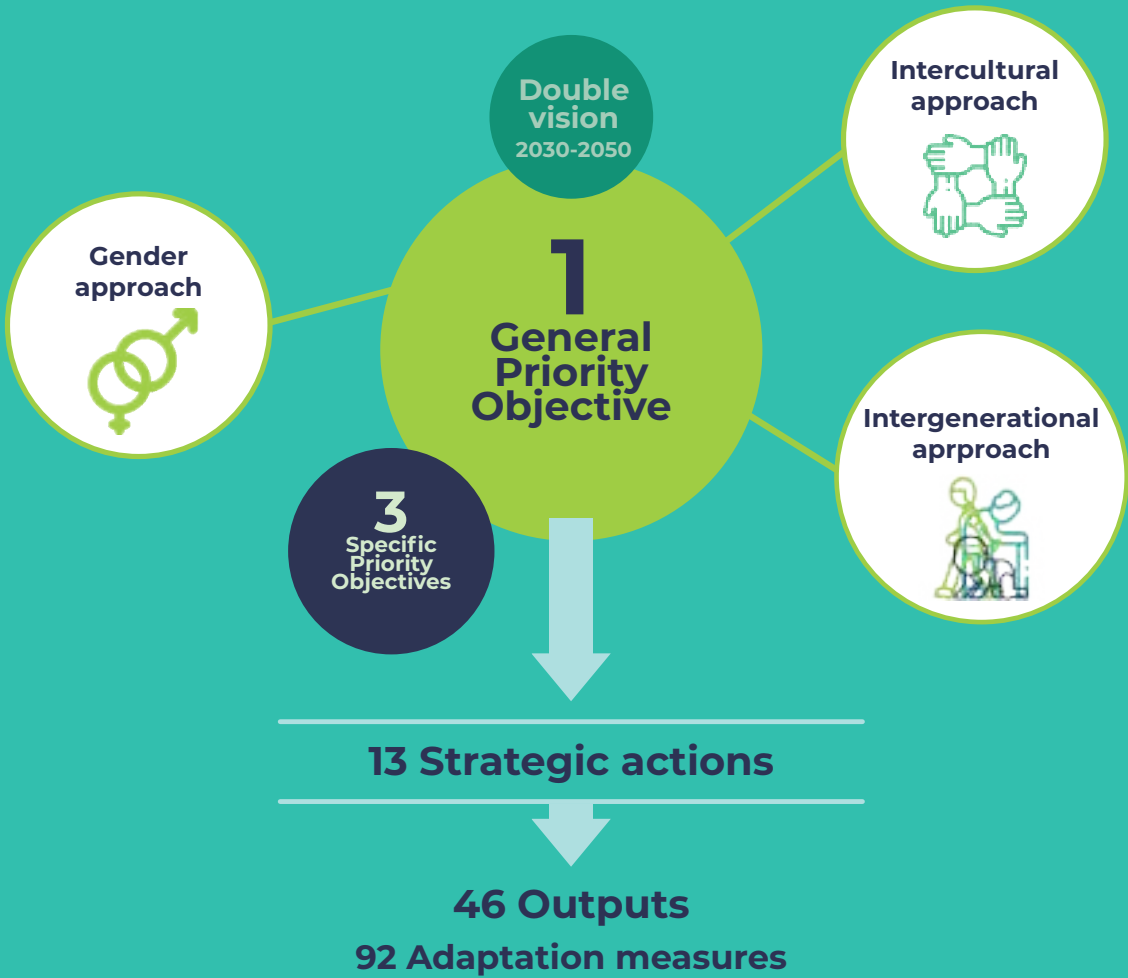 Double
vision
2030-2050
Intercultural
approach
Gender
approach
1
General
Priority
Objective
Intergenerational
aprproach
3
Specific
Priority
Objectives
13 Strategic actions
46 Outputs
92 Adaptation measures